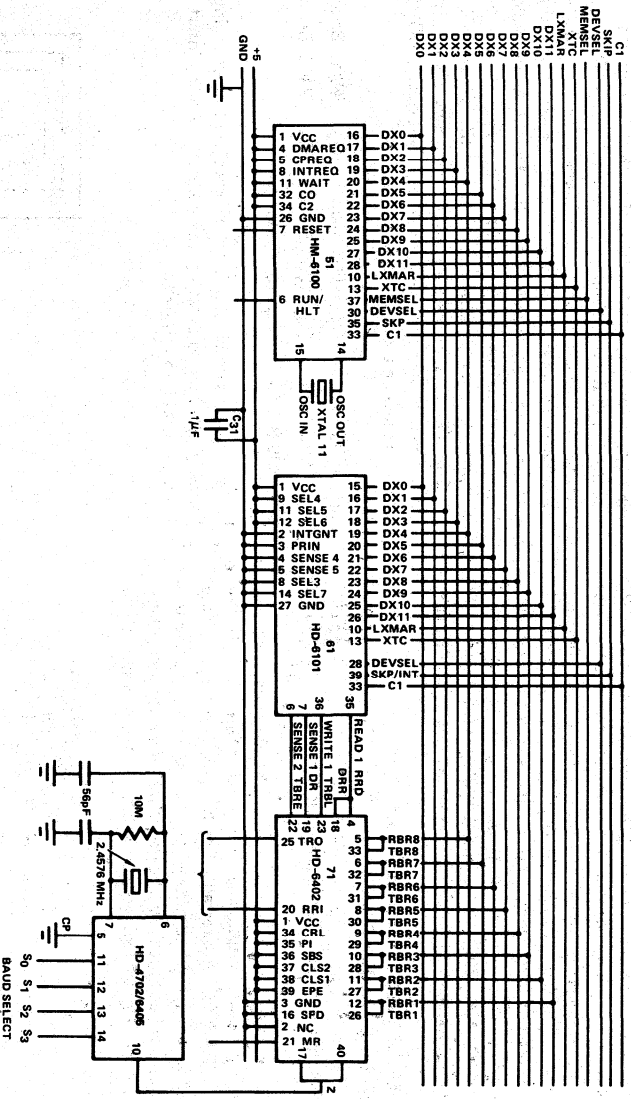 C1
SKIP
DEVSEL
MEMSEL
XTC
LXMAR
DX11
DX10
DX9
DX8
DX7
DX6
DX5
DX4
DX3
DX2
DX1
DX0
+5
GND
1 VCC 16 DX0
4 DMAREQ 17 DX1
5 CPREQ 18 DX2
8 INTREQ 19 DX3
11 WAIT 20 DX4
32 CO 21 DX5
34 C2 22 DX6
26 GND 23 DX7
7 RESET 24 DX8
25 DX9
27 DX10
28 DX11
10 LXMAR
13 XTC
6 RUN/HLT 37 MEMSEL
30 DEVSEL
35 SKP
33 C1
51
HM-6100
15 14
OSC IN
XTAL 11
OSC OUT
C31
.1µF
1 VCC 15 DX0
9 SEL4 16 DX1
11 SEL5 17 DX2
12 SEL6 18 DX3
2 INTGNT 19 DX4
3 PRIN 20 DX5
4 SENSE 4 21 DX6
5 SENSE 5 22 DX7
8 SEL3 23 DX8
14 SEL7 24 DX9
27 GND 25 DX10
26 DX11
10 LXMAR
13 XTC
28 DEVSEL
39 SKP/INT
33 C1
61
HD-6101
6 7 36 35
SENSE 2 TBRE
SENSE 1 DR
WRITE 1 TRBL
READ 1 RRD
DRR
22 19 23 18 4
25 TRO 5 RBR8
33 TBR8
6 RBR7
32 TBR7
7 RBR6
31 TBR6
20 RRI 8 RBR5
1 VCC 30 TBR5
34 CRL 9 RBR4
35 PI 29 TBR4
36 SBS 10 RBR3
37 CLS2 28 TBR3
38 CLS1 11 RBR2
39 EPE 27 TBR2
3 GND 12 RBR1
16 SPD 26 TBR1
2 NC
21 MR
71
HD-6402
17 40
2
56pF
10M
2.4576 MHz
7 6
5
CP
HD-4702/6405
11 12 13 14
10
S0 S1 S2 S3
BAUD SELECT